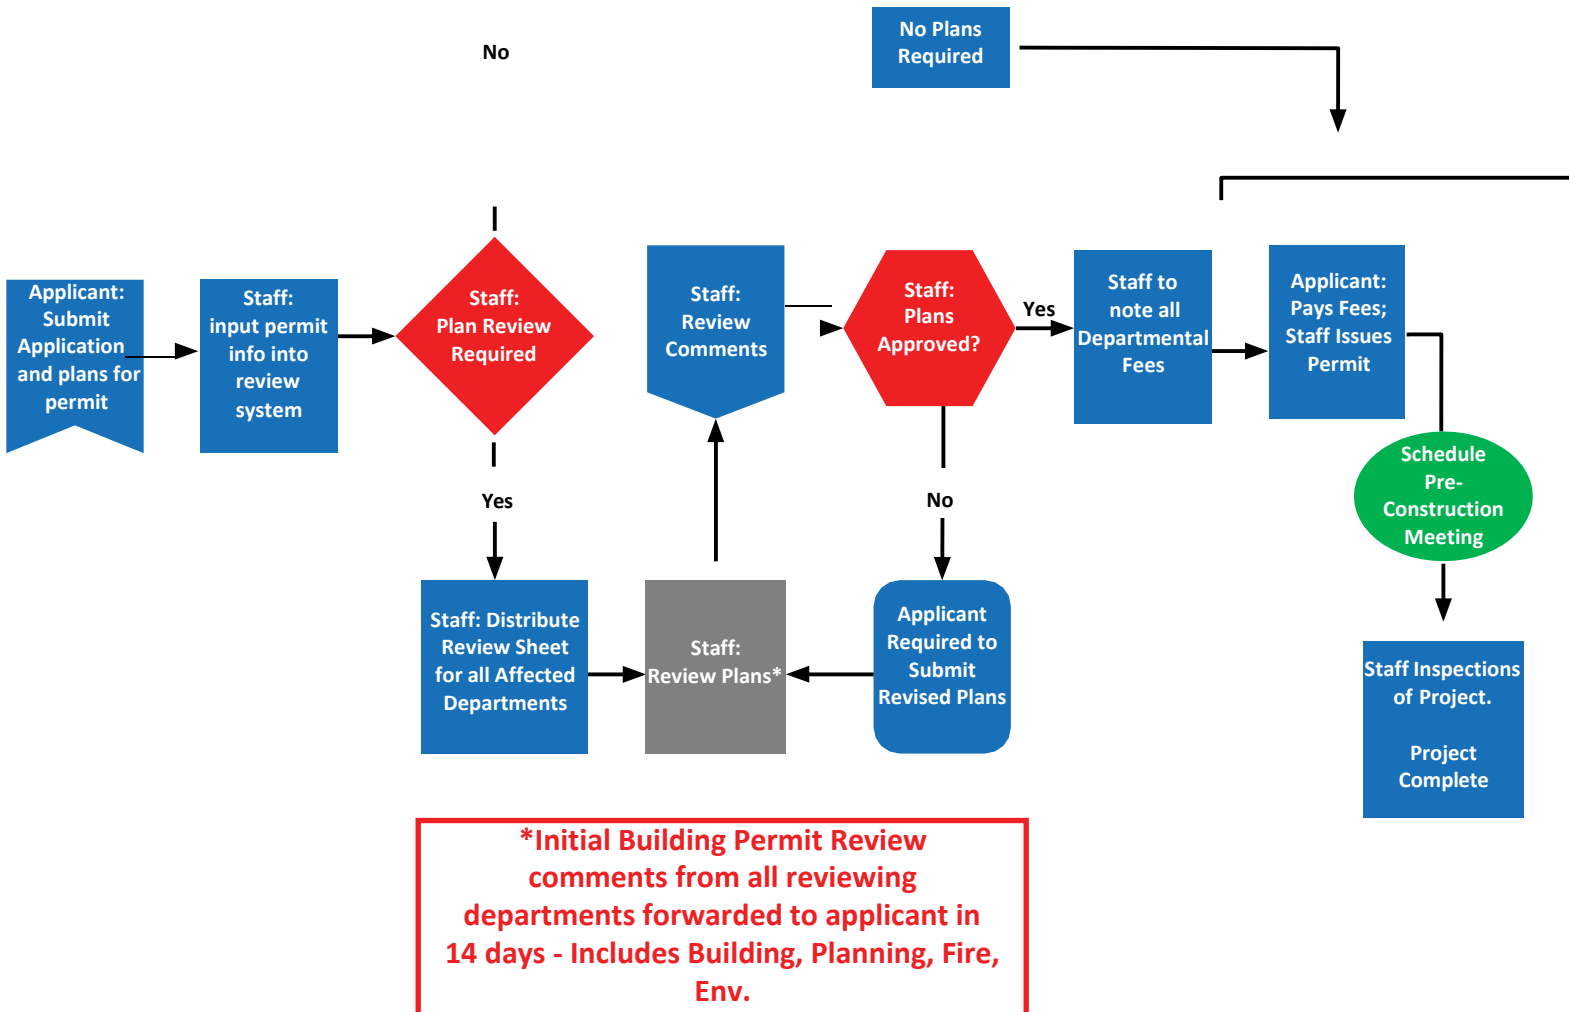 No
No Plans
Required
Applicant:
Submit
Application
and plans for
permit
Staff:
input permit
info into
review
system
Staff:
Plan Review
Required
Yes
Staff: Distribute
Review Sheet
for all Affected
Departments
Staff:
Review Plans*
Staff:
Review
Comments
Staff:
Plans
Approved?
Yes
No
Applicant
Required to
Submit
Revised Plans
Staff to
note all
Departmental
Fees
Applicant:
Pays Fees;
Staff Issues
Permit
Schedule
Pre-
Construction
Meeting
Staff Inspections
of Project.
Project
Complete
*Initial Building Permit Review
comments from all reviewing
departments forwarded to applicant in
14 days - Includes Building, Planning, Fire,
Env.